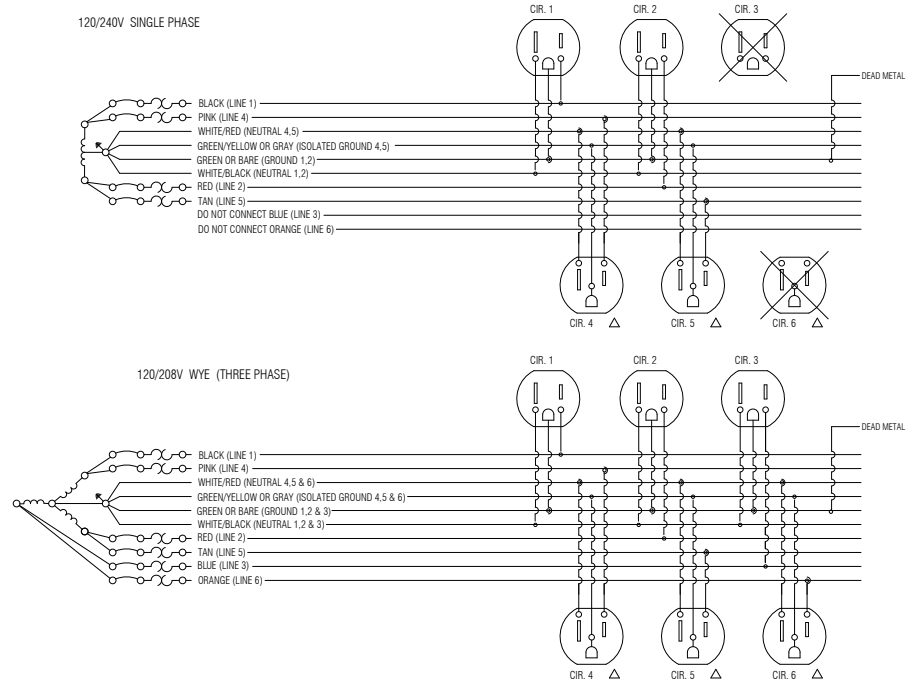 120/240V SINGLE PHASE
CIR. 1
CIR. 2
CIR. 3
DEAD METAL
BLACK (LINE 1)
PINK (LINE 4)
WHITE/RED (NEUTRAL 4,5)
GREEN/YELLOW OR GRAY (ISOLATED GROUND 4,5)
GREEN OR BARE (GROUND 1,2)
WHITE/BLACK (NEUTRAL 1,2)
RED (LINE 2)
TAN (LINE 5)
DO NOT CONNECT BLUE (LINE 3)
DO NOT CONNECT ORANGE (LINE 6)
CIR. 4
CIR. 5
CIR. 6
120/208V WYE (THREE PHASE)
CIR. 1
CIR. 2
CIR. 3
DEAD METAL
BLACK (LINE 1)
PINK (LINE 4)
WHITE/RED (NEUTRAL 4,5 & 6)
GREEN/YELLOW OR GRAY (ISOLATED GROUND 4,5 & 6)
GREEN OR BARE (GROUND 1,2 & 3)
WHITE/BLACK (NEUTRAL 1,2 & 3)
RED (LINE 2)
TAN (LINE 5)
BLUE (LINE 3)
ORANGE (LINE 6)
CIR. 4
CIR. 5
CIR. 6